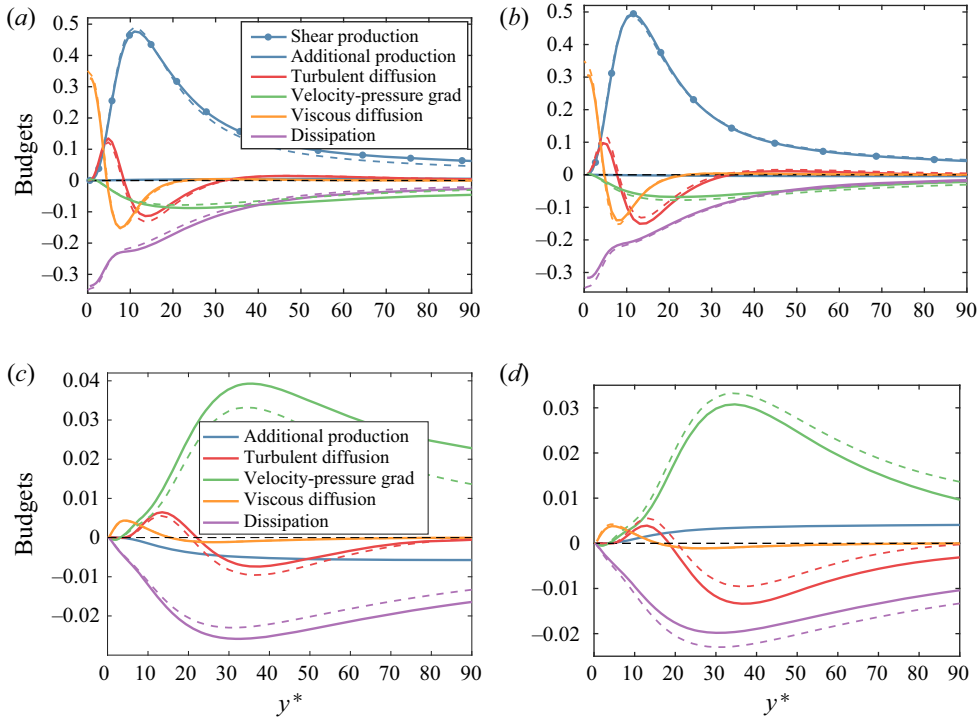 (a)
Budgets
0.5
0.4
0.3
0.2
0.1
0
–0.1
–0.2
–0.3
0 10 20 30 40 50 60 70 80 90
Shear production
Additional production
Turbulent diffusion
Velocity-pressure grad
Viscous diffusion
Dissipation
(b)
0.5
0.4
0.3
0.2
0.1
0
–0.1
–0.2
–0.3
0 10 20 30 40 50 60 70 80 90
(c)
Budgets
0.04
0.03
0.02
0.01
0
–0.01
–0.02
0 10 20 30 40 50 60 70 80 90
y*
Additional production
Turbulent diffusion
Velocity-pressure grad
Viscous diffusion
Dissipation
(d)
0.03
0.02
0.01
0
–0.01
–0.02
0 10 20 30 40 50 60 70 80 90
y*